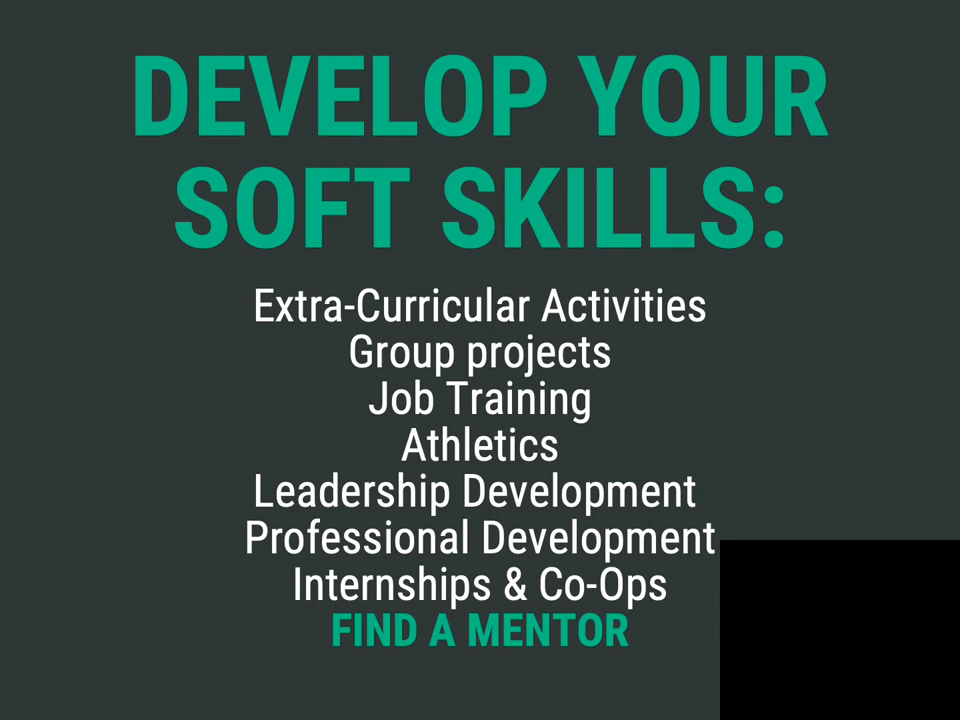 DEVELOP YOUR
SOFT SKILLS:
Extra-Curricular Activities
Group projects
Job Training
Athletics
Leadership Development
Professional Development
Internships & Co-Ops
FIND A MENTOR